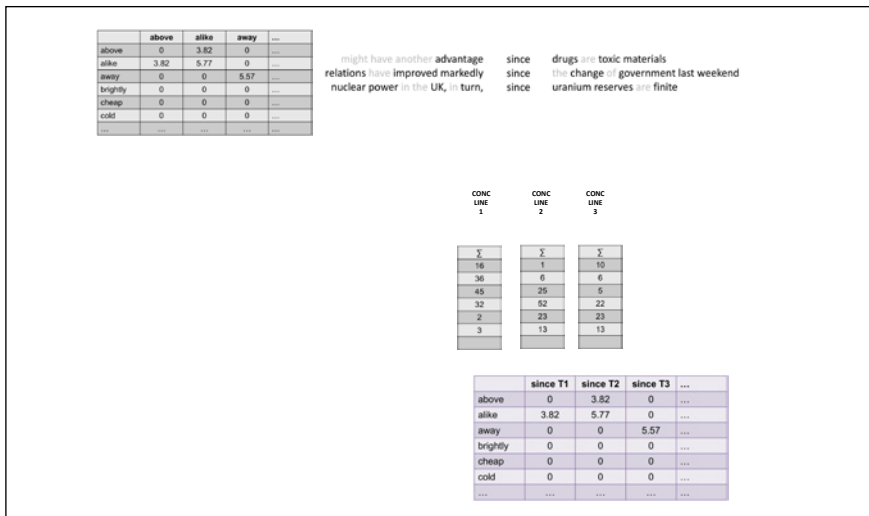 above alike away ....
above 0 3.82 0 ....
alike 3.82 5.77 0 ....
away 0 0 5.57 ....
brightly 0 0 0 ....
cheap 0 0 0 ....
cold 0 0 0 ....
... ... ... ... ....
might have another advantage since drugs are toxic materials
relations have improved markedly since the change of government last weekend
nuclear power in the UK, in turn, since uranium reserves are finite
CONC CONC CONC
LINE LINE LINE
1 2 3
Σ Σ Σ
16 1 10
36 6 6
45 25 5
32 52 22
2 23 23
3 13 13
since T1 since T2 since T3 ...
above 0 3.82 0 ...
alike 3.82 5.77 0 ...
away 0 0 5.57 ...
brightly 0 0 0 ...
cheap 0 0 0 ...
cold 0 0 0 ...
... ... ... ... ...